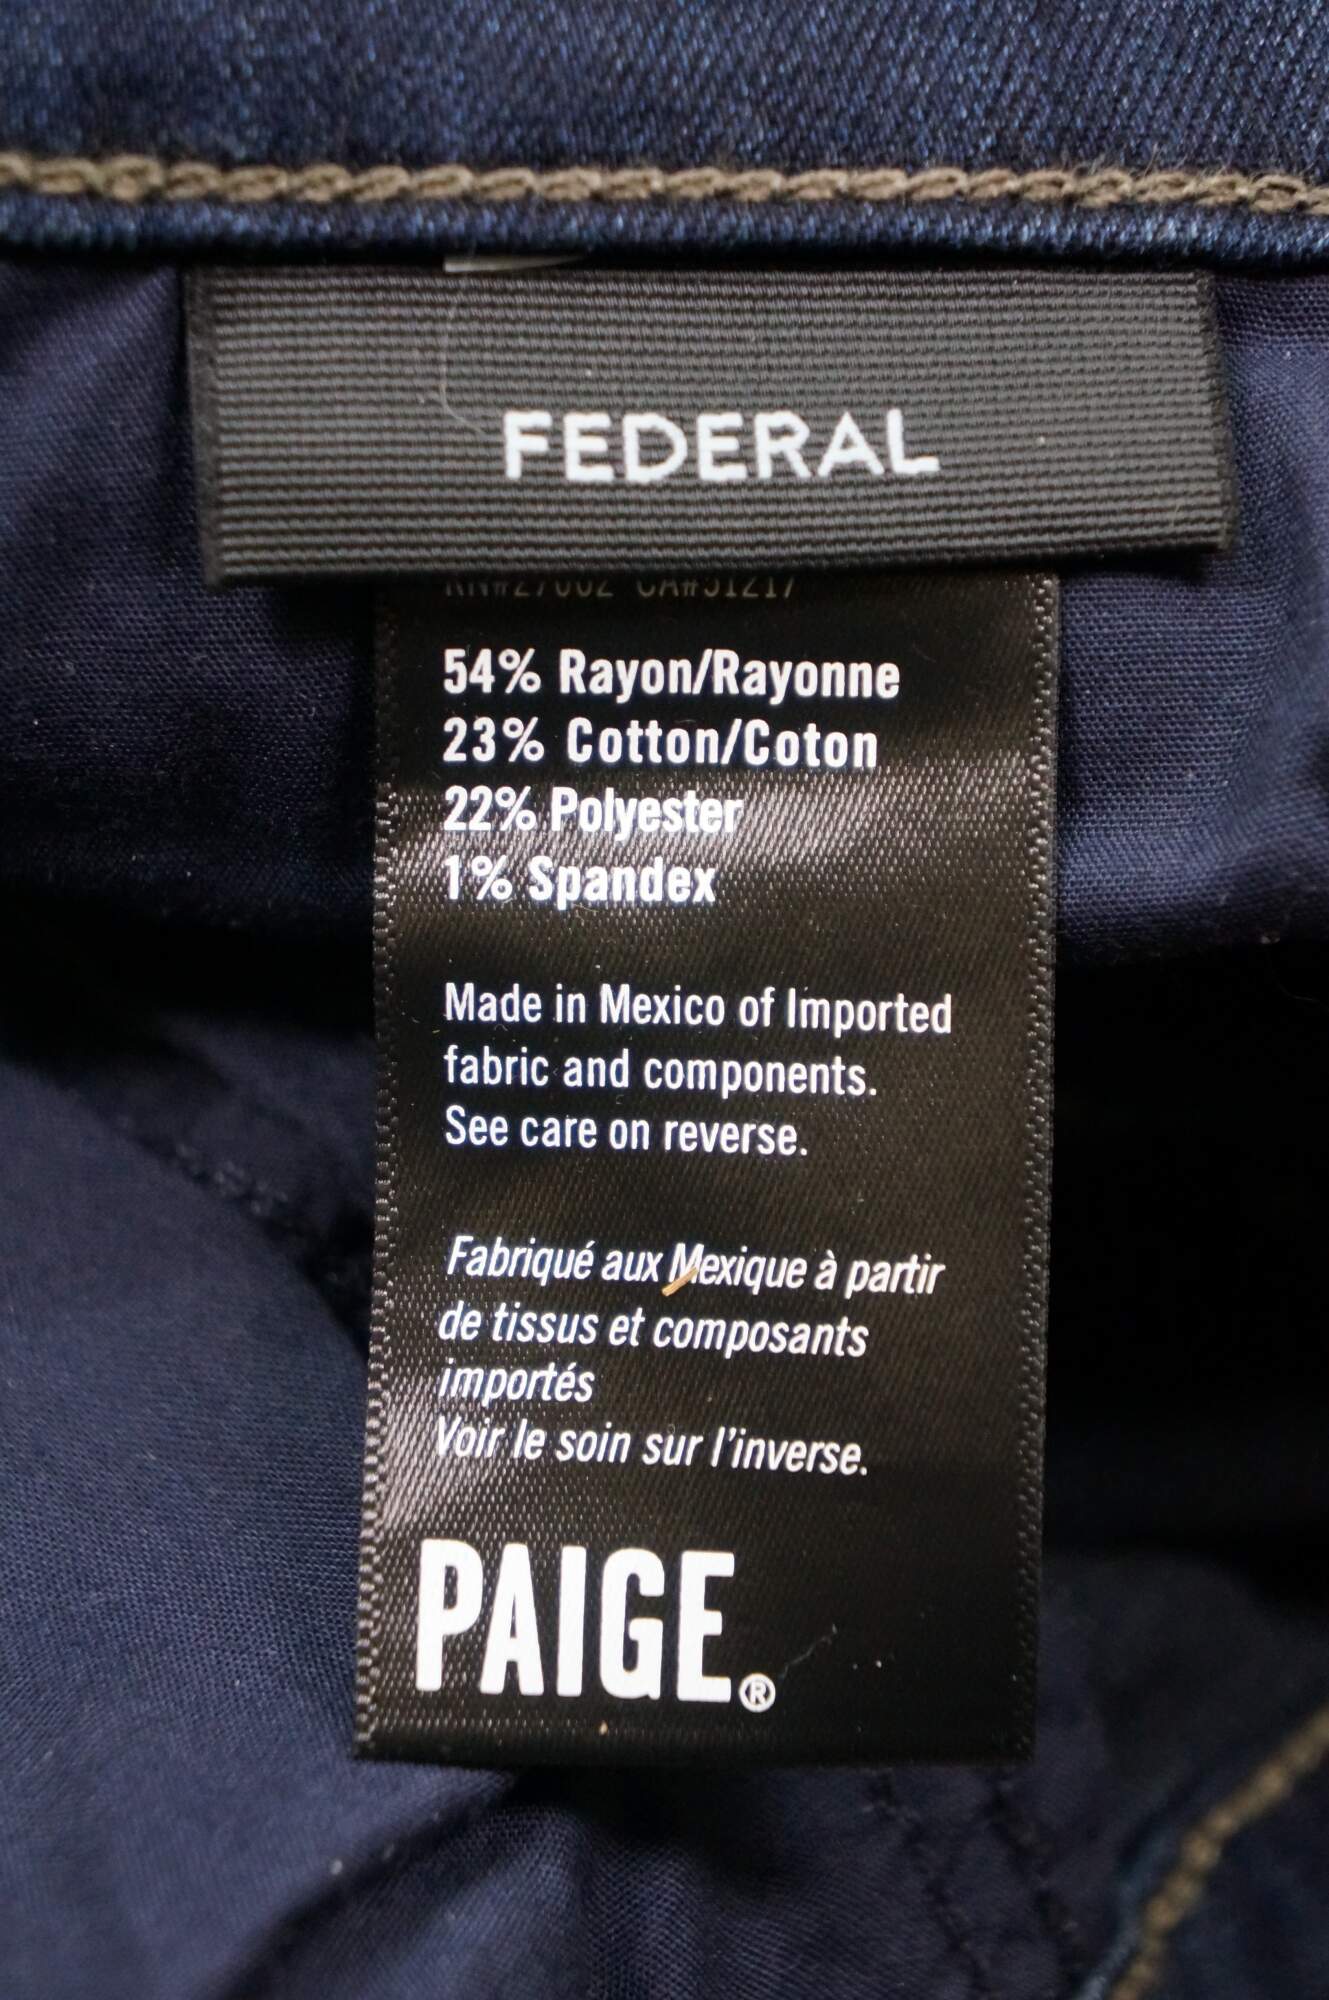 FEDERAL
54% Rayon/Rayonne
23% Cotton/Coton
22% Polyester
1% Spandex
Made in Mexico of Imported
fabric and components.
See care on reverse.
Fabriqué aux Mexique à partir
de tissus et composants
importés
Voir le soin sur l'inverse.
PAIGE®